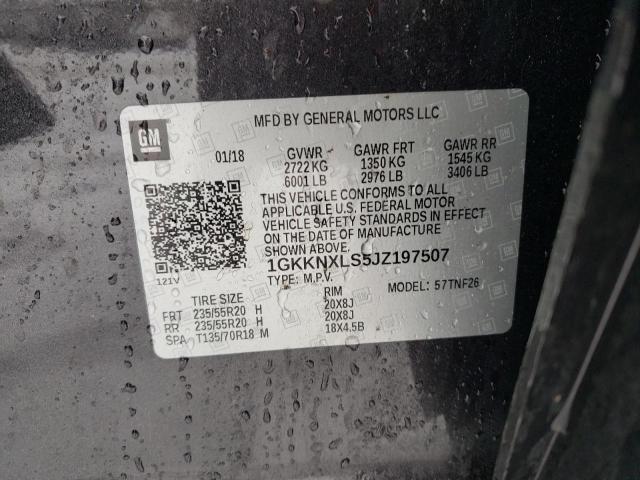 GM
MFD BY GENERAL MOTORS LLC
01/18 GVWR GAWR FRT GAWR RR
2722 KG 1350 KG 1545 KG
6001 LB 2976 LB 3406 LB
THIS VEHICLE CONFORMS TO ALL
APPLICABLE U.S. FEDERAL MOTOR
VEHICLE SAFETY STANDARDS IN EFFECT
ON THE DATE OF MANUFACTURE
SHOWN ABOVE.
121V 1GKKNXLS5JZ197507
TYPE: M.P.V. MODEL: 57TNF26
TIRE SIZE RIM
FRT 235/55R20 H 20X8J
RR 235/55R20 H 20X8J
SPA T135/70R18 M 18X4.5B